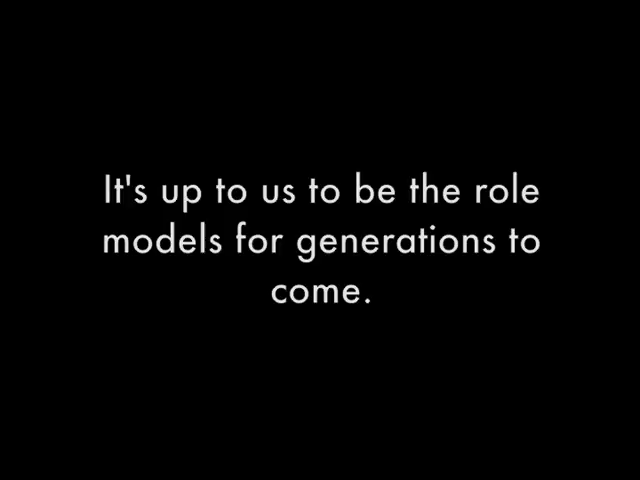 It's up to us to be the role
models for generations to
come.